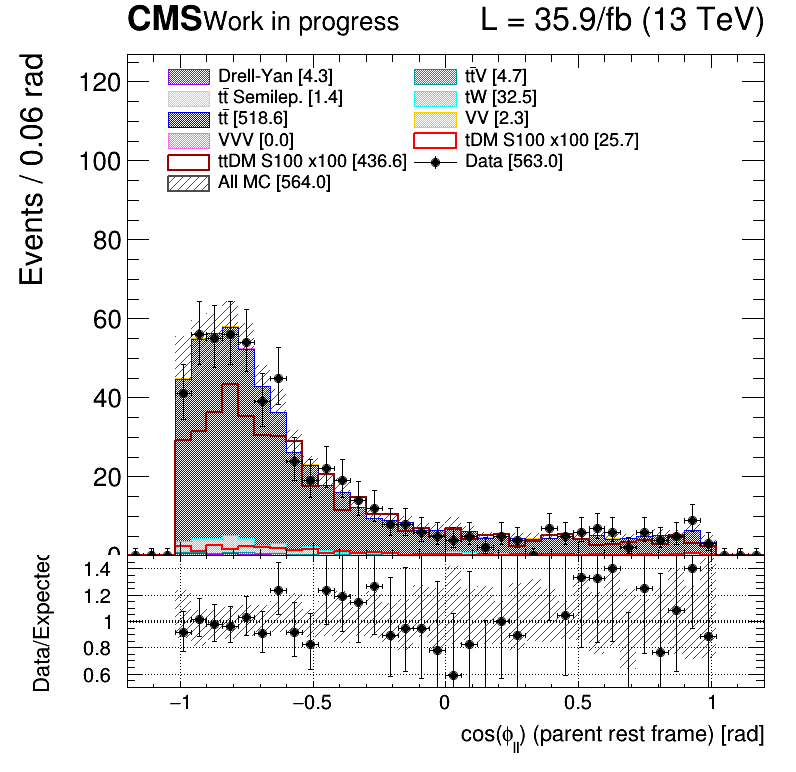 CMS Work in progress L = 35.9/fb (13 TeV)
Events / 0.06 rad
120
100
80
60
40
20
0
Drell-Yan [4.3]
tt̄ Semilep. [1.4]
tt̄ [518.6]
VVV [0.0]
ttDM S100 x100 [436.6]
All MC [564.0]
tt̄V [4.7]
tW [32.5]
VV [2.3]
tDM S100 x100 [25.7]
Data [563.0]
Data/Expected
1.4
1.2
1
0.8
0.6
−1 −0.5 0 0.5 1
cos(ϕll) (parent rest frame) [rad]